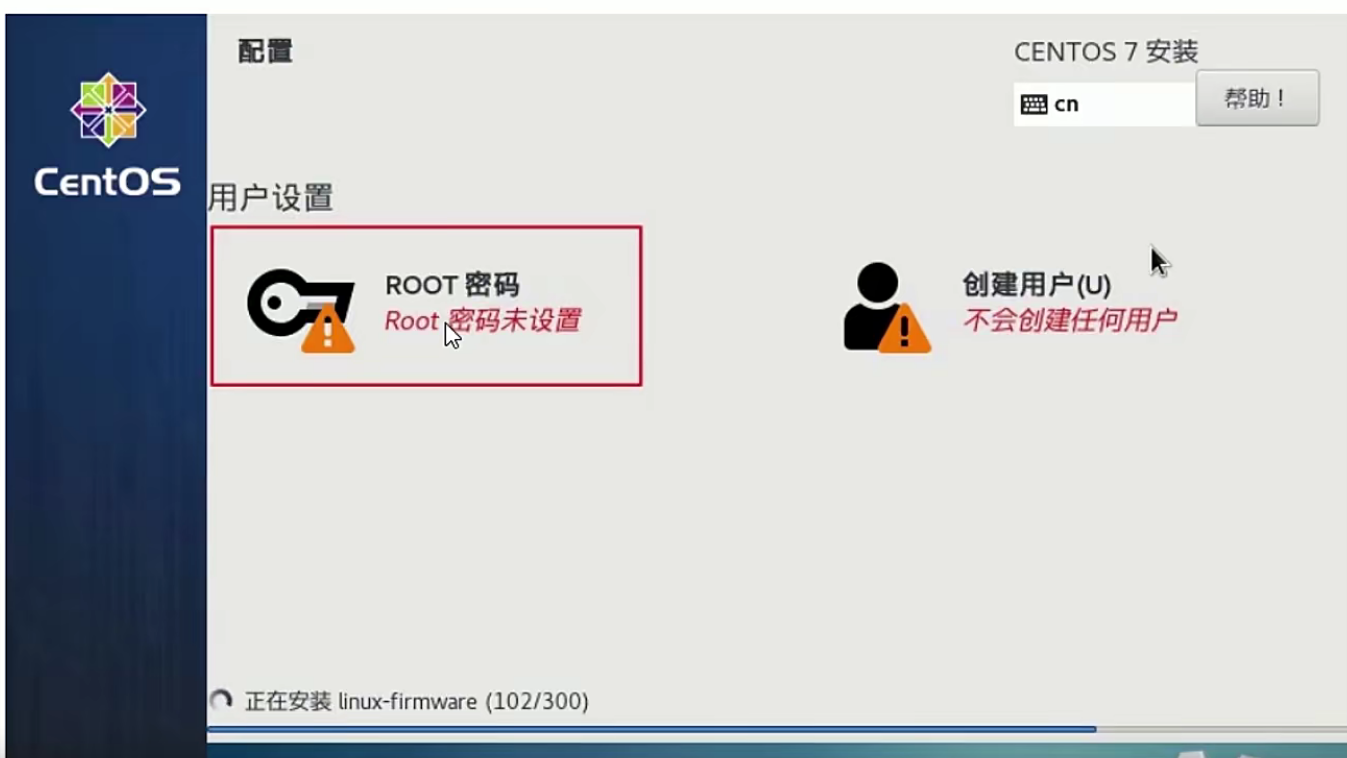 配置
CENTOS 7 安装
cn
帮助！
CentOS
用户设置
ROOT 密码
Root 密码未设置
创建用户(U)
不会创建任何用户
正在安装 linux-firmware (102/300)